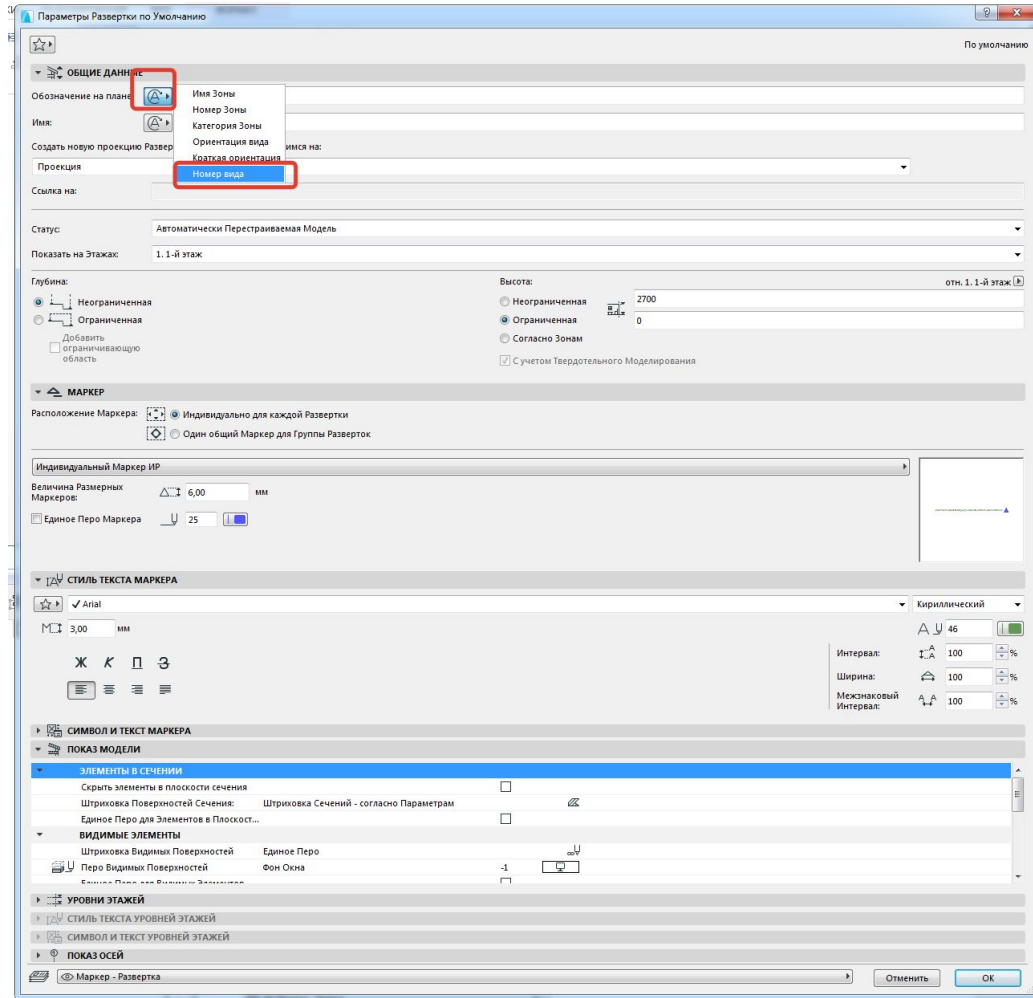 Параметры Развертки по Умолчанию
По умолчанию
ОБЩИЕ ДАННЫЕ
Обозначение на плане
Имя Зоны
Номер Зоны
Имя:
Категория Зоны
Ориентация вида
Создать новую проекцию Развер имся на:
Краткая ориентация
Проекция
Номер вида
Ссылка на:
Статус: Автоматически Перестраиваемая Модель
Показать на Этажах: 1. 1-й этаж
Глубина: Высота: отн. 1. 1-й этаж
Неограниченная Неограниченная 2700
Ограниченная Ограниченная 0
Добавить ограничивающую область
Согласно Зонам
С учетом Твердотельного Моделирования
МАРКЕР
Расположение Маркера: Индивидуально для каждой Развертки
Один общий Маркер для Группы Разверток
Индивидуальный Маркер ИР
Величина Размерных
Маркеров: 6,00 мм
Единое Перо Маркера 25
СТИЛЬ ТЕКСТА МАРКЕРА
Arial Кириллический
3,00 мм 46
Ж К П З
Интервал: 100 %
Ширина: 100 %
Межзнаковый
Интервал: 100 %
СИМВОЛ И ТЕКСТ МАРКЕРА
ПОКАЗ МОДЕЛИ
ЭЛЕМЕНТЫ В СЕЧЕНИИ
Скрыть элементы в плоскости сечения
Штриховка Поверхностей Сечения: Штриховка Сечений - согласно Параметрам
Единое Перо для Элементов в Плоскост...
ВИДИМЫЕ ЭЛЕМЕНТЫ
Штриховка Видимых Поверхностей Единое Перо
Перо Видимых Поверхностей Фон Окна -1
Единое Перо для Видимых Элементов
УРОВНИ ЭТАЖЕЙ
СТИЛЬ ТЕКСТА УРОВНЕЙ ЭТАЖЕЙ
СИМВОЛ И ТЕКСТ УРОВНЕЙ ЭТАЖЕЙ
ПОКАЗ ОСЕЙ
Маркер - Развертка Отменить ОК